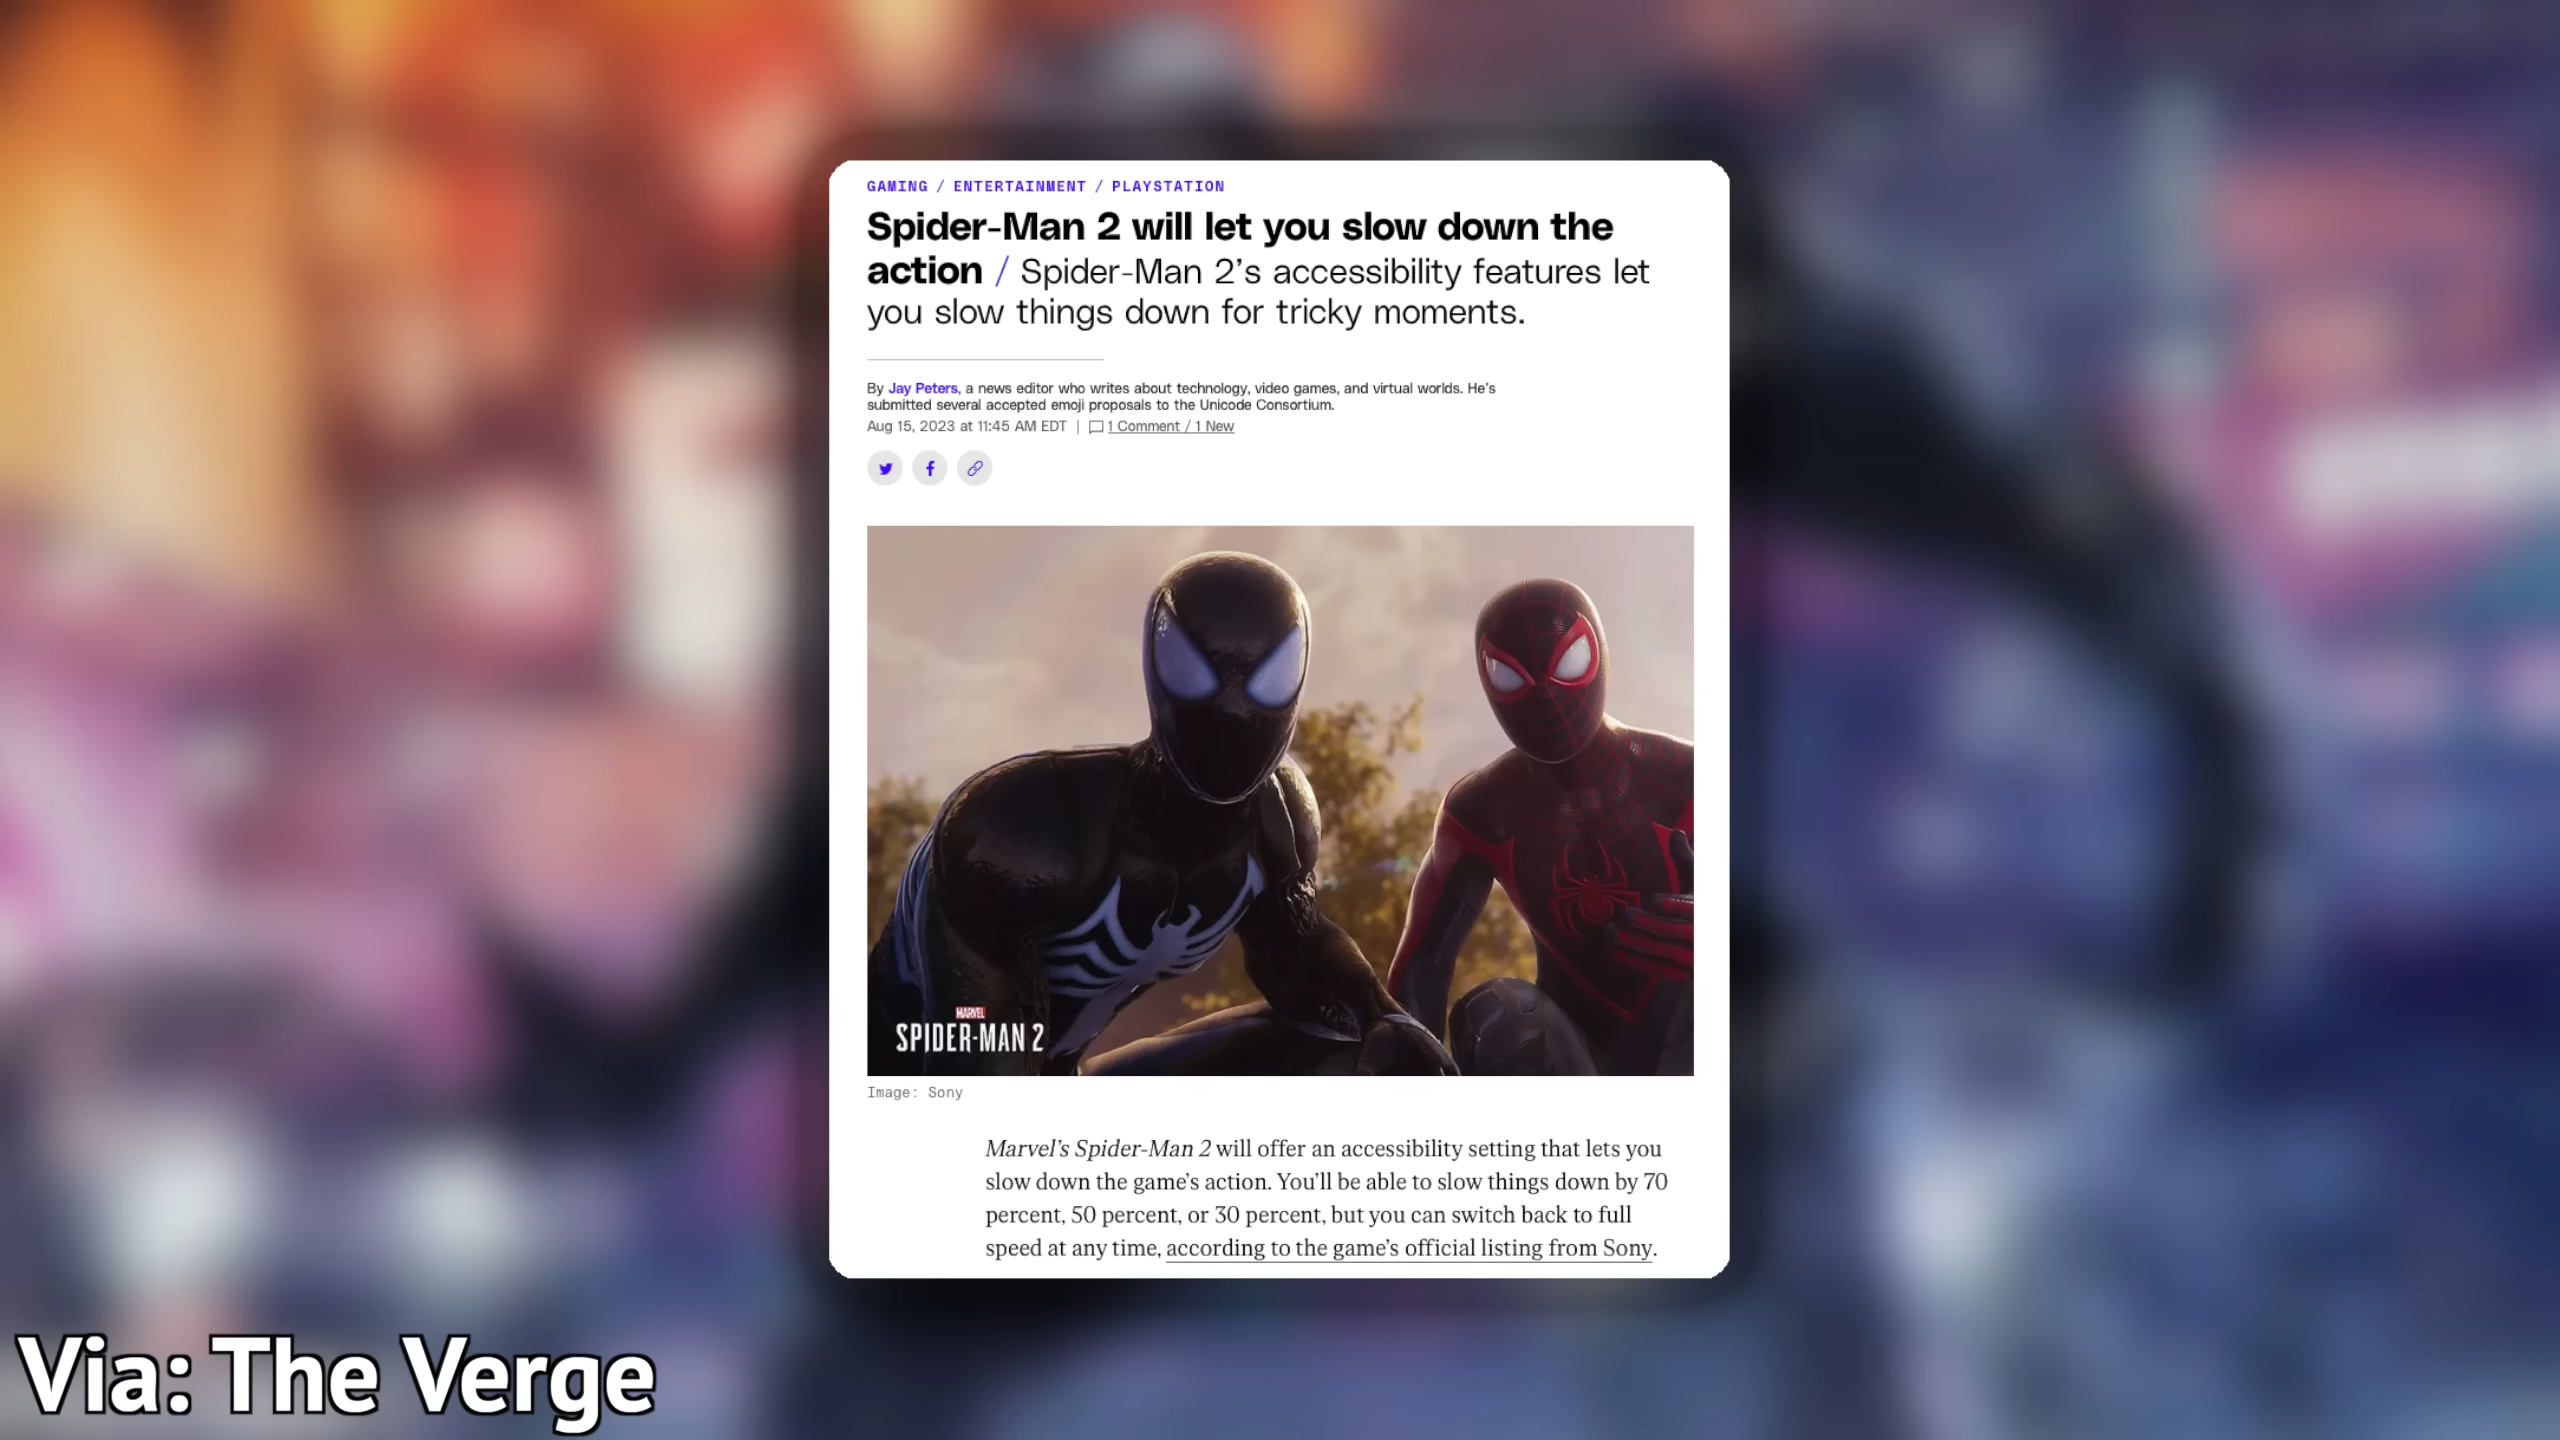 GAMING / ENTERTAINMENT / PLAYSTATION
Spider-Man 2 will let you slow down the
action / Spider-Man 2’s accessibility features let
you slow things down for tricky moments.
By Jay Peters, a news editor who writes about technology, video games, and virtual worlds. He’s
submitted several accepted emoji proposals to the Unicode Consortium.
Aug 15, 2023 at 11:45 AM EDT | 1 Comment / 1 New
MARVEL
SPIDER-MAN 2
Image: Sony
Marvel’s Spider-Man 2 will offer an accessibility setting that lets you
slow down the game’s action. You’ll be able to slow things down by 70
percent, 50 percent, or 30 percent, but you can switch back to full
speed at any time, according to the game’s official listing from Sony.
Via: The Verge